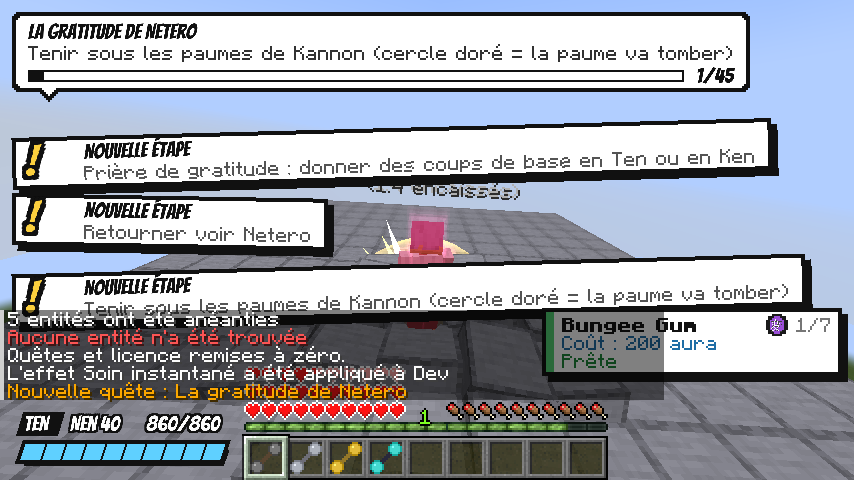 LA GRATITUDE DE NETERO
Tenir sous les paumes de Kannon (cercle doré = la paume va tomber)
1/45
NOUVELLE ÉTAPE
Prière de gratitude : donner des coups de base en Ten ou en Ken
(1.4 encaissés)
NOUVELLE ÉTAPE
Retourner voir Netero
NOUVELLE ÉTAPE
Tenir sous les paumes de Kannon (cercle doré = la paume va tomber)
5 entités ont été anéanties
Aucune entité n'a été trouvée
Quêtes et licence remises à zéro.
L'effet Soin instantané a été appliqué à Dev
Nouvelle quête : La gratitude de Netero
Bungee Gum 1/7
Coût : 200 aura
Prête
TEN NEN 40 860/860
1